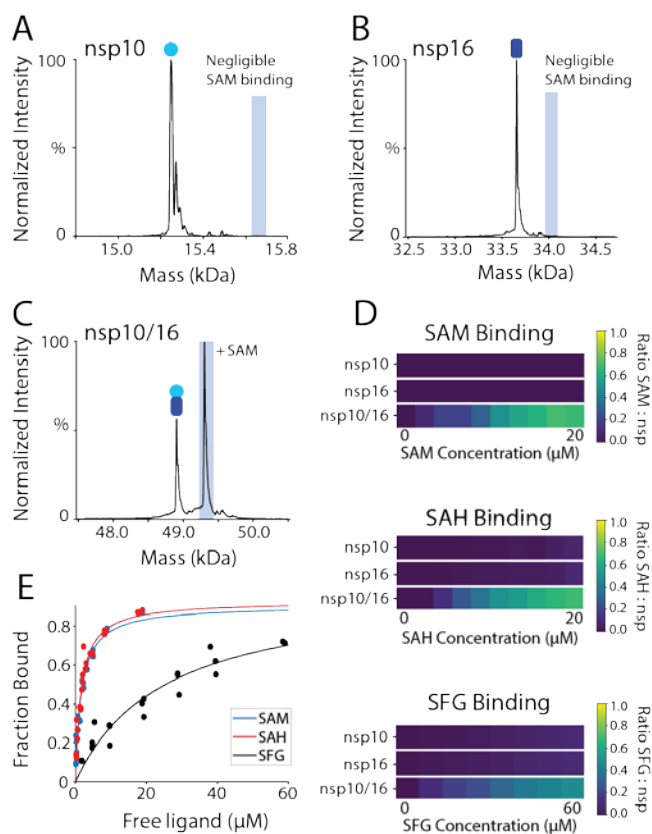 A
nsp10
Normalized Intensity
100
%
0
Negligible
SAM binding
15.0
15.4
15.8
Mass (kDa)
B
nsp16
Normalized Intensity
100
%
0
Negligible
SAM binding
32.5
33.0
33.5
34.0
34.5
Mass (kDa)
C
nsp10/16
Normalized Intensity
100
%
0
+ SAM
48.0
49.0
50.0
Mass (kDa)
D
SAM Binding
nsp10
nsp16
nsp10/16
0
20
SAM Concentration (μM)
1.0
0.8
0.6
0.4
0.2
0
Ratio SAM : nsp
SAH Binding
nsp10
nsp16
nsp10/16
0
20
SAH Concentration (μM)
1.0
0.8
0.6
0.4
0.2
0
Ratio SAH : nsp
SFG Binding
nsp10
nsp16
nsp10/16
0
60
SFG Concentration (μM)
1.0
0.8
0.6
0.4
0.2
0
Ratio SFG : nsp
E
Fraction Bound
0.8
0.6
0.4
0.2
0
SAM
SAH
SFG
0
20
40
60
Free ligand (μM)